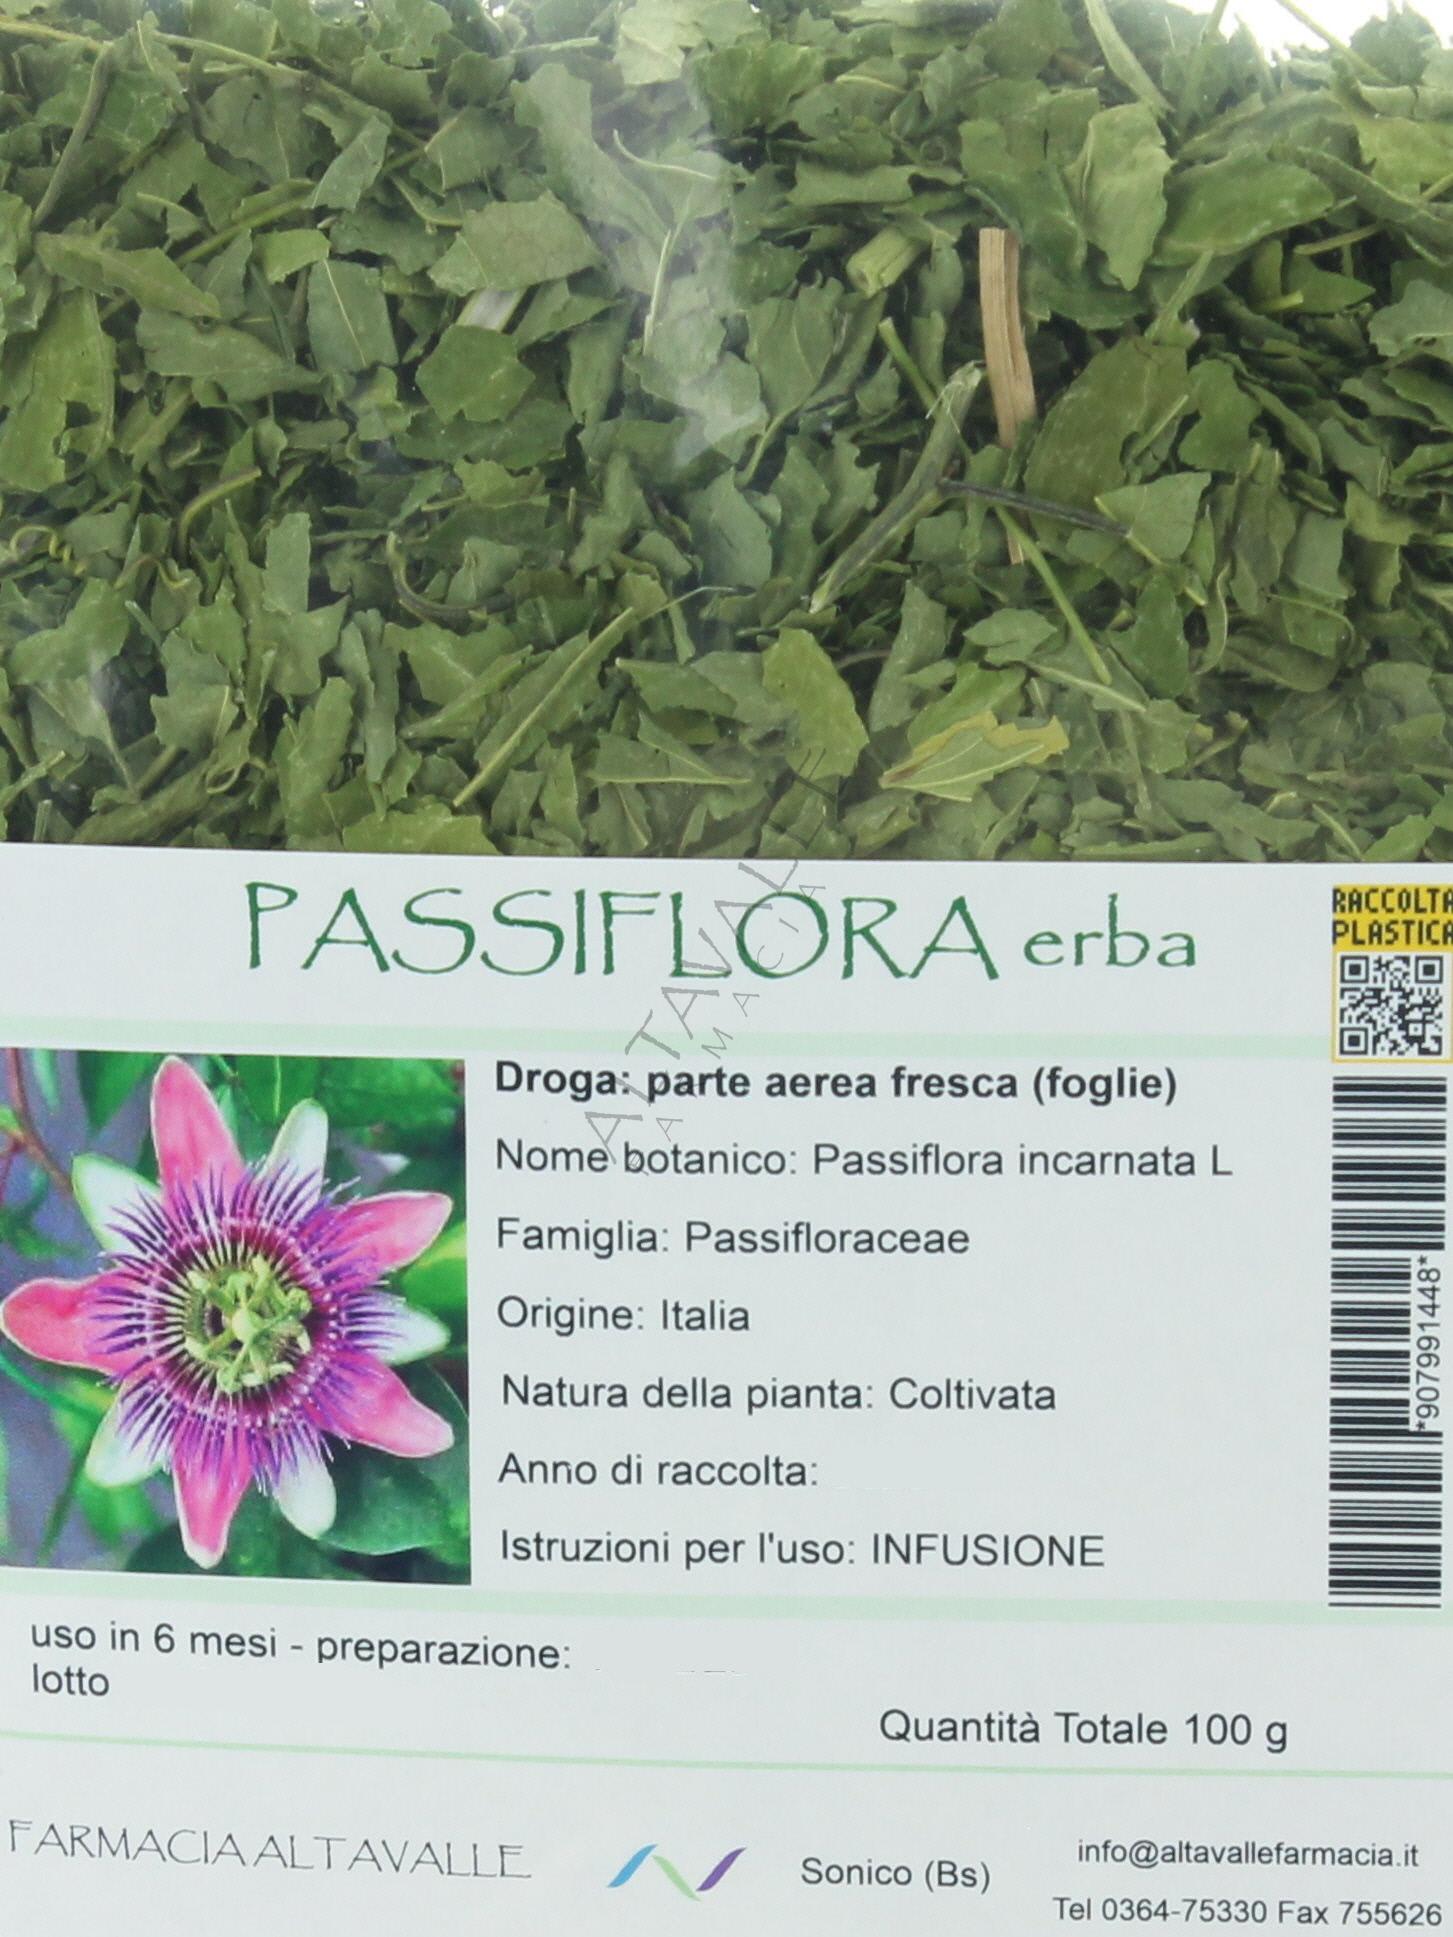 PASSIFLORA erba
RACCOLTA
PLASTICA
Droga: parte aerea fresca (foglie)
Nome botanico: Passiflora incarnata L
Famiglia: Passifloraceae
Origine: Italia
Natura della pianta: Coltivata
Anno di raccolta:
Istruzioni per l'uso: INFUSIONE
*907991448*
uso in 6 mesi - preparazione:
lotto
Quantità Totale 100 g
FARMACIA ALTAVALLE
Sonico (Bs)
info@altavallefarmacia.it
Tel 0364-75330 Fax 755626
ALTAVALLE